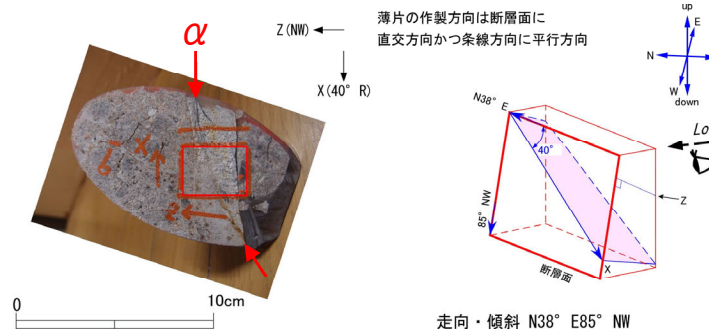 α
Z(NW)
X(40° R)
薄片の作製方向は断層面に
直交方向かつ条線方向に平行方向
up
E
N
W
down
N38° E
40°
85° NW
Z
X
断層面
Lo
0
10cm
走向・傾斜 N38° E85° NW